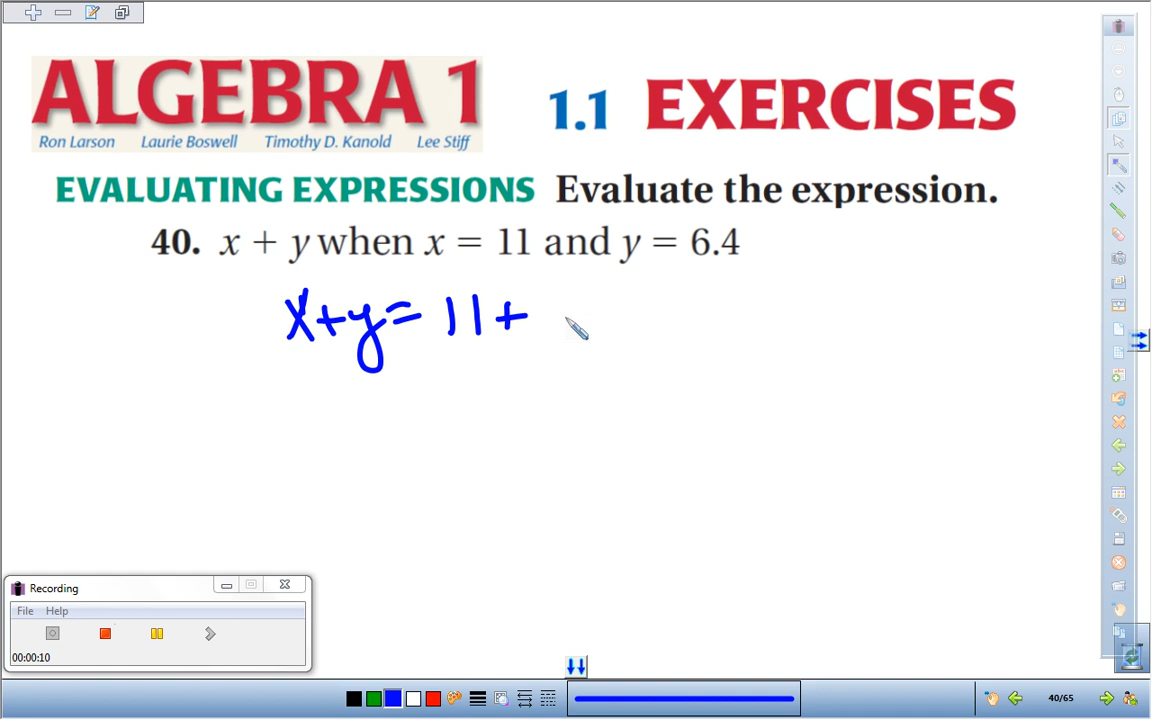 ALGEBRA 1
Ron Larson Laurie Boswell Timothy D. Kanold Lee Stiff
1.1 EXERCISES
EVALUATING EXPRESSIONS Evaluate the expression.
40. x + y when x = 11 and y = 6.4
x+y= 11+
Recording
File Help
00:00:10
40/65